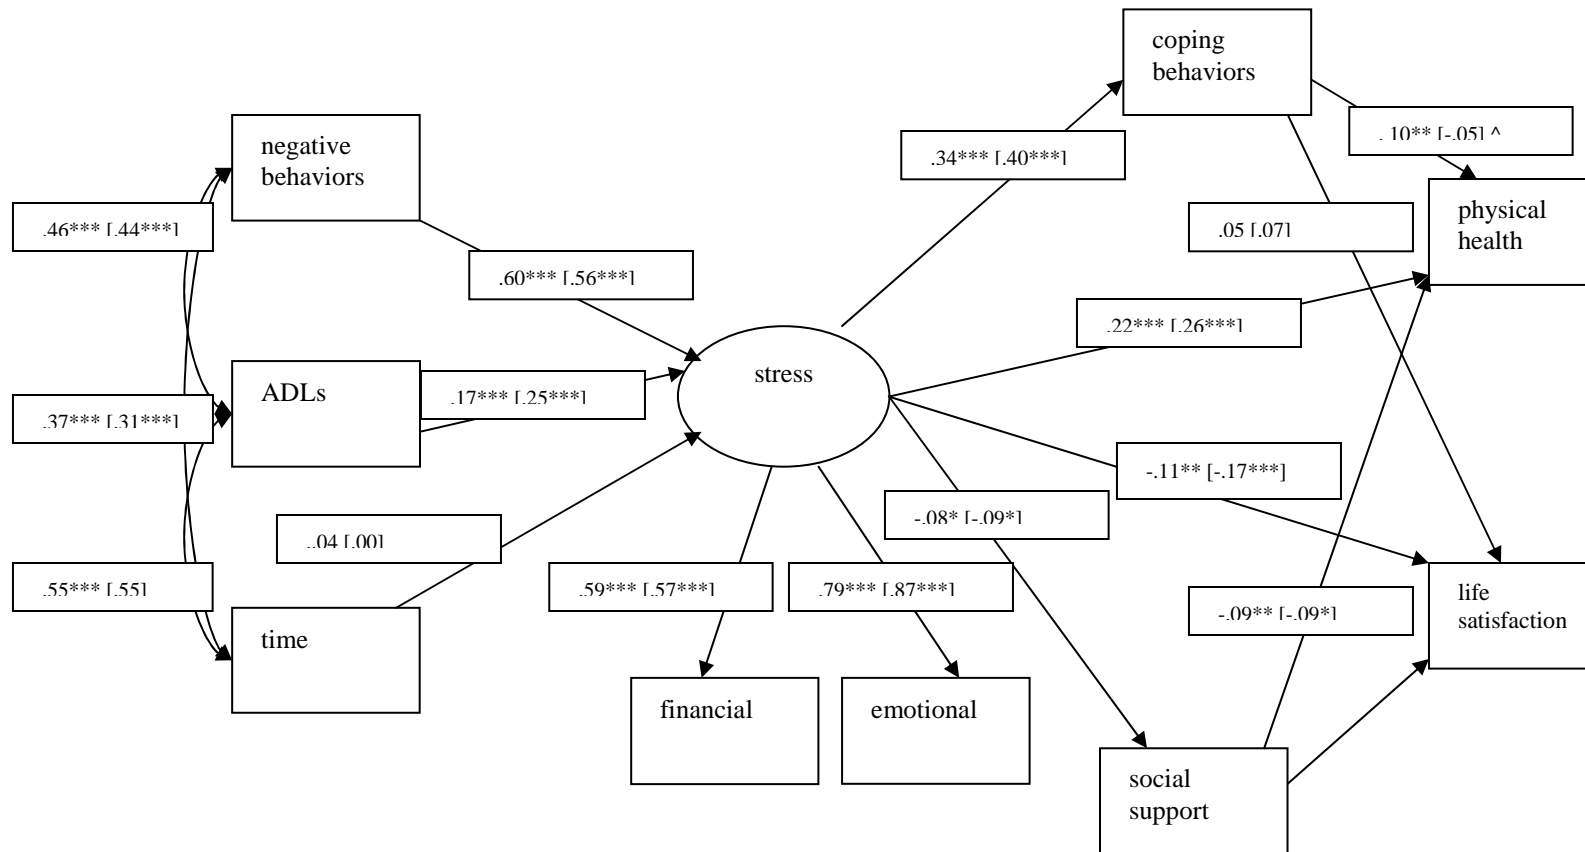 coping
behaviors
.10** [-.05] ^
negative
behaviors
.34*** [.40***]
physical
health
.46*** [.44***]
.05 [.07]
.60*** [.56***]
.22*** [.26***]
stress
ADLs
.17*** [.25***]
.37*** [.31***]
-.11** [-.17***]
-.08* [-.09*]
.04 [.00]
.55*** [.55]
.59*** [.57***]
.79*** [.87***]
-.09** [-.09*]
life
satisfaction
time
financial
emotional
social
support